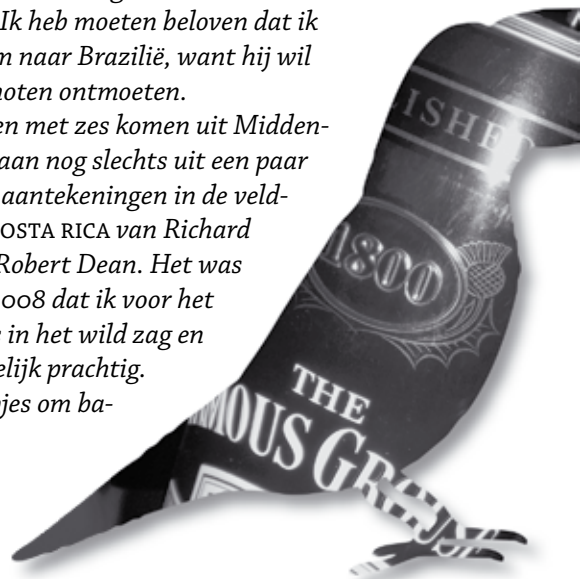 Ik heb moeten beloven dat ik
naar Brazilië, want hij wil
noten ontmoeten.
en met zes komen uit Midden-
aan nog slechts uit een paar
aantekeningen in de veld-
OSTA RICA van Richard
Robert Dean. Het was
008 dat ik voor het
in het wild zag en
elijk prachtig.
jes om ba-
LISHED
1800
THE
MOUS GROUSE